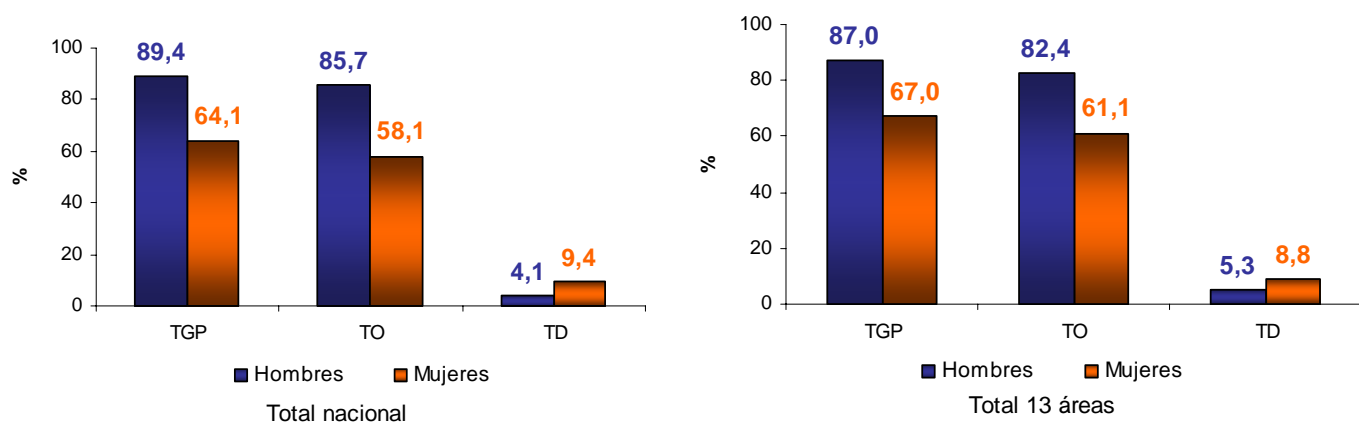 100
80
60
40
20
0
%
89,4
64,1
85,7
58,1
4,1
9,4
TGP
TO
TD
Hombres
Mujeres
Total nacional
100
80
60
40
20
0
%
87,0
67,0
82,4
61,1
5,3
8,8
TGP
TO
TD
Hombres
Mujeres
Total 13 áreas